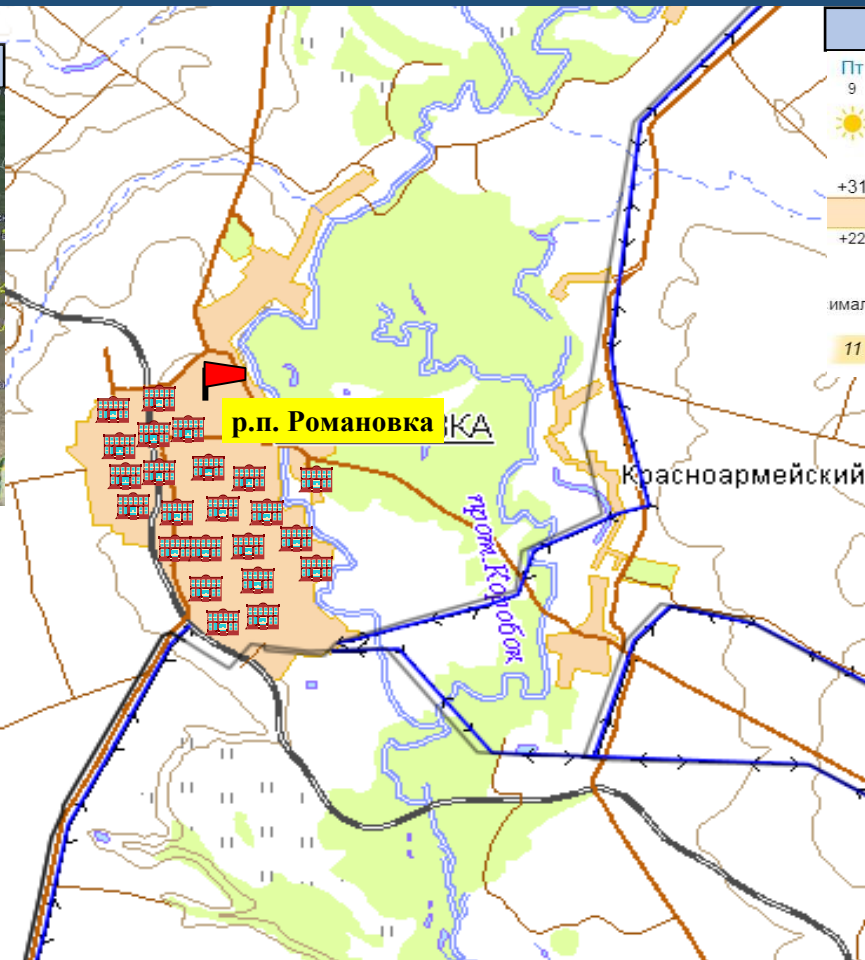 Пт
9
+31
+22
имал
11
р.п. Романовка
ВКА
Красноармейский
прот. Коробок